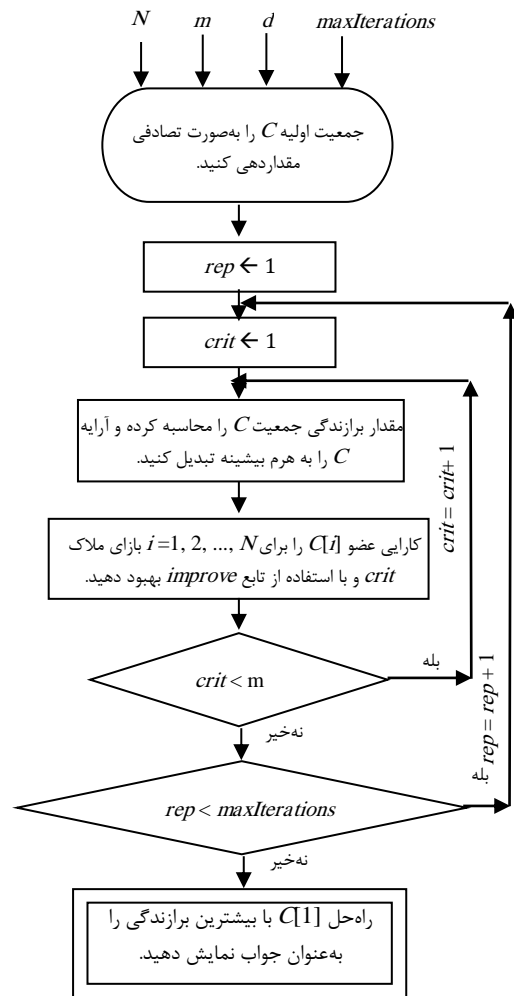 N m d maxIterations
جمعیت اولیه C را به‌صورت تصادفی
مقداردهی کنید.
rep ← 1
crit ← 1
مقدار برازندگی جمعیت C را محاسبه کرده و آرایه
C را به هرم بیشینه تبدیل کنید.
کارایی عضو C[i] را برای i =1, 2, ..., N بازای ملاک
crit و با استفاده از تابع improve بهبود دهید.
crit < m
بله
crit = crit+ 1
نه‌خیر
rep < maxIterations
بله
rep = rep + 1
نه‌خیر
راه‌حل C[1] با بیشترین برازندگی را
به‌عنوان جواب نمایش دهید.